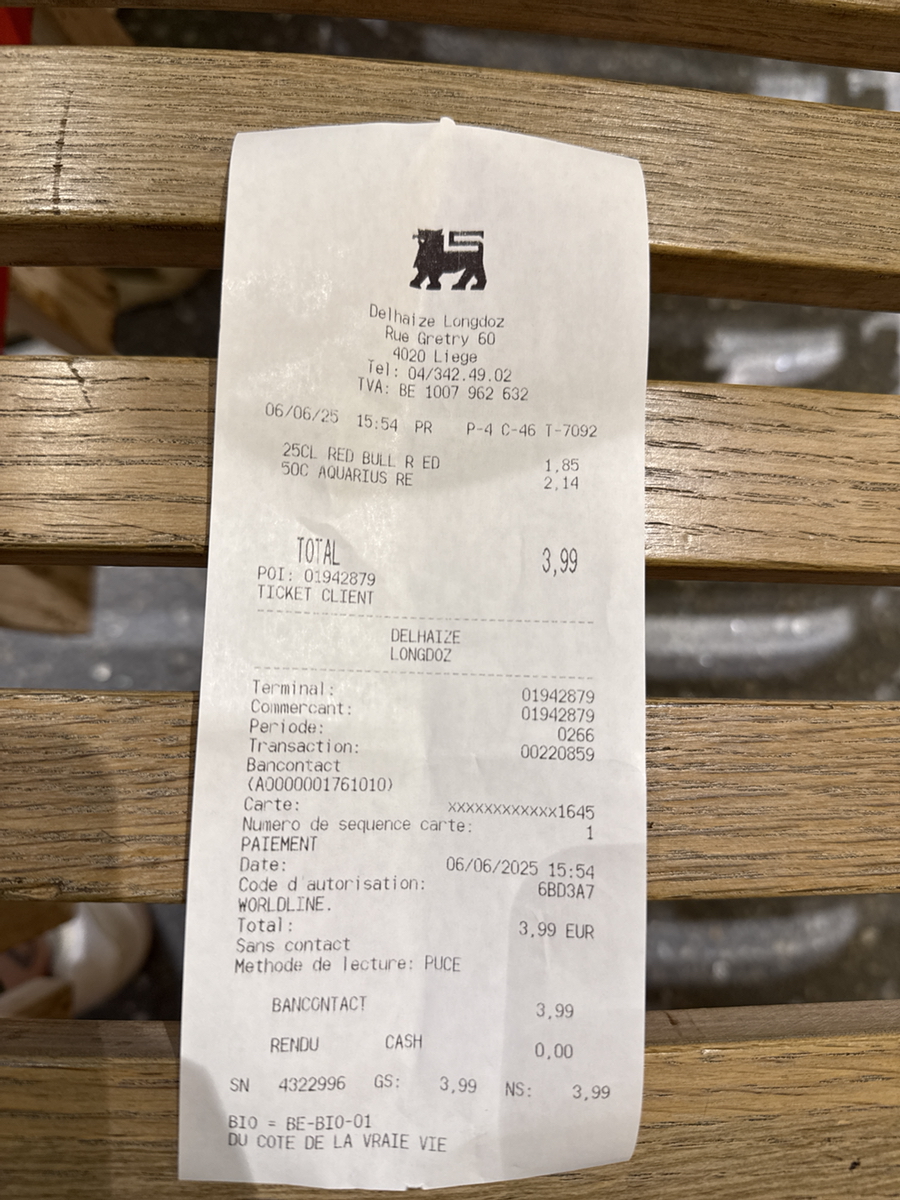 Delhaize Longdoz
Rue Gretry 60
4020 Liege
Tel: 04/342.49.02
TVA: BE 1007 962 632
06/06/25 15:54 PR P-4 C-46 T-7092
25CL RED BULL R ED 1,85
50C AQUARIUS RE 2,14
TOTAL 3,99
POI: 01942879
TICKET CLIENT
DELHAIZE
LONGDOZ
Terminal: 01942879
Commercant: 01942879
Periode: 0266
Transaction: 00220859
Bancontact
(A0000001761010)
Carte: xxxxxxxxxxxx1645
Numero de sequence carte: 1
PAIEMENT
Date: 06/06/2025 15:54
Code d'autorisation: 6BD3A7
WORLDLINE.
Total: 3,99 EUR
Sans contact
Methode de lecture: PUCE
BANCONTACT 3,99
RENDU CASH 0,00
SN 4322996 GS: 3,99 NS: 3,99
BIO = BE-BIO-01
DU COTE DE LA VRAIE VIE